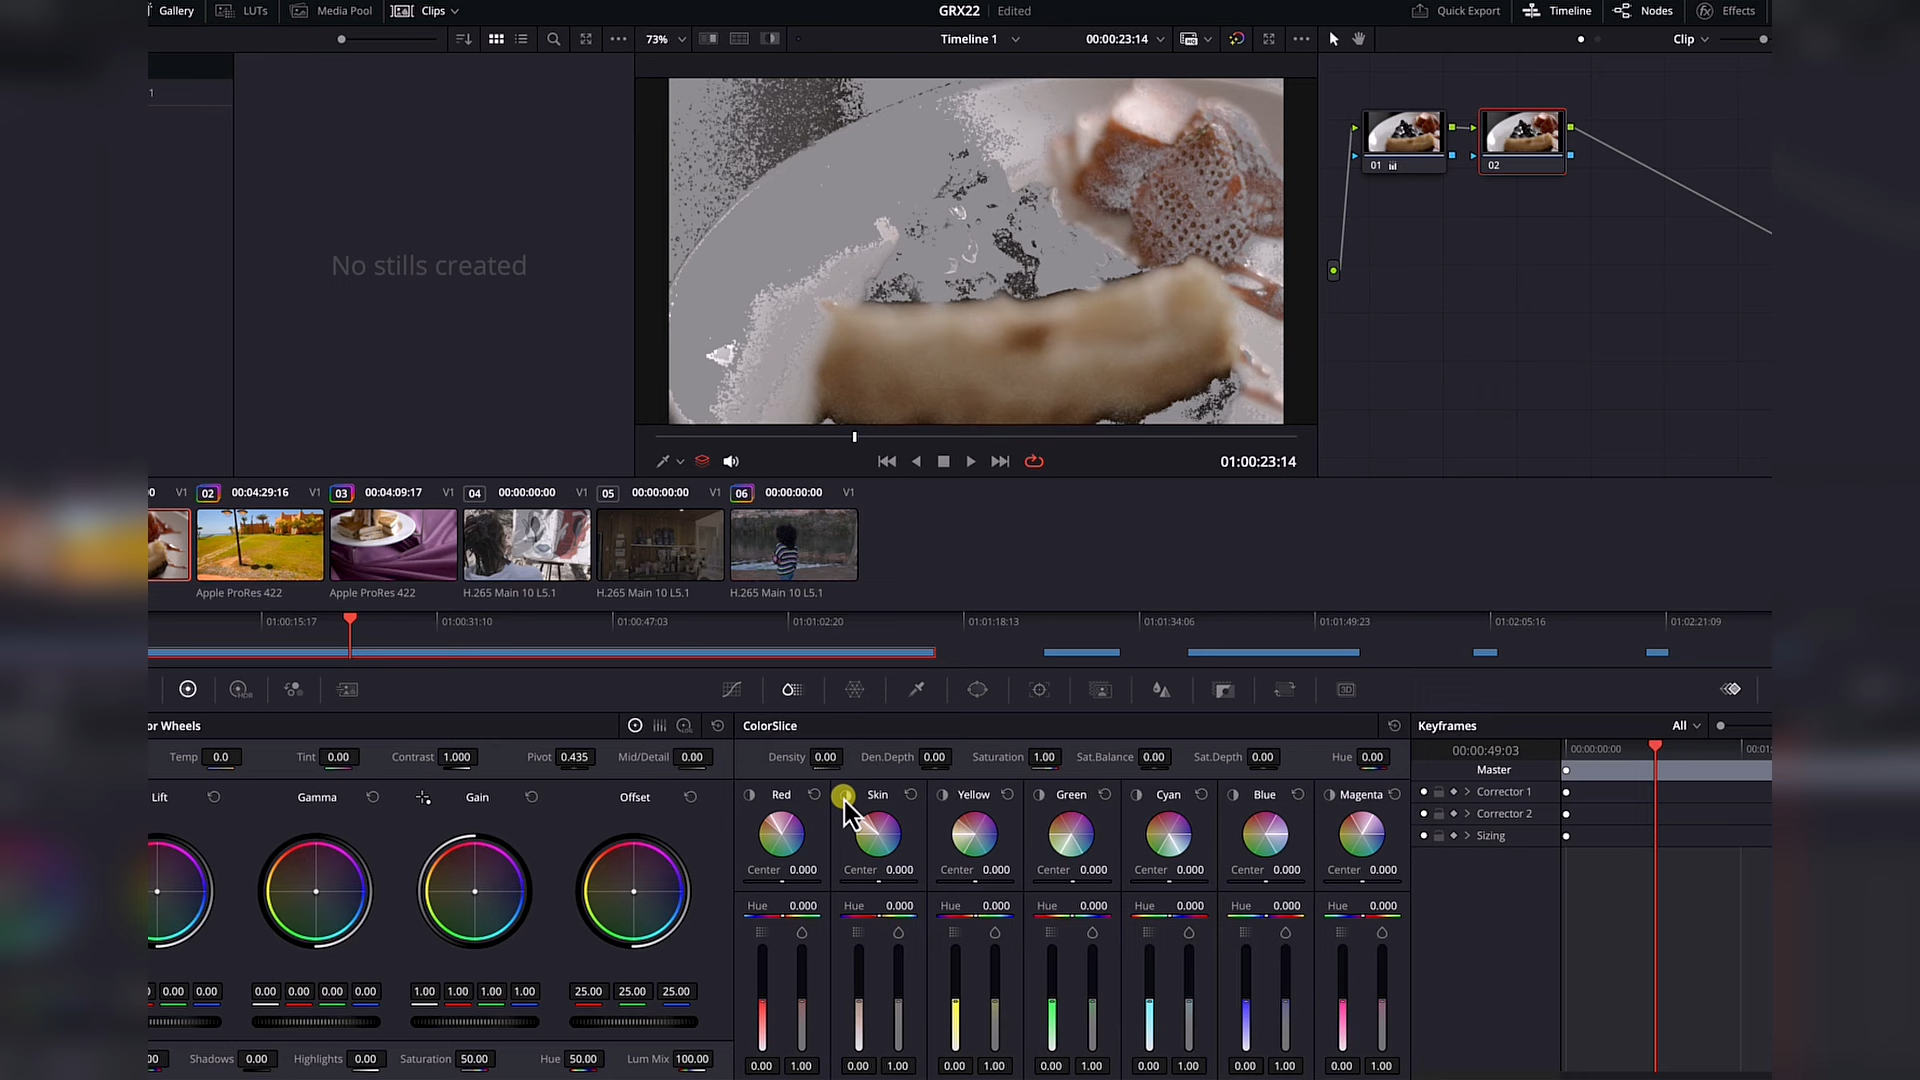 Gallery LUTs Media Pool Clips GRX22 Edited Quick Export Timeline Nodes Effects
73% Timeline 1 00:00:23:14 Clip
1
01 02
No stills created
01:00:23:14
V1 02 00:04:29:16 V1 03 00:04:09:17 V1 04 00:00:00:00 V1 05 00:00:00:00 V1 06 00:00:00:00 V1
Apple ProRes 422 Apple ProRes 422 H.265 Main 10 L5.1 H.265 Main 10 L5.1 H.265 Main 10 L5.1
01:00:15:17 01:00:31:10 01:00:47:03 01:01:02:20 01:01:18:13 01:01:34:06 01:01:49:23 01:02:05:16 01:02:21:09
HDR 3D
or Wheels LOG ColorSlice Keyframes All
Temp 0.0 Tint 0.00 Contrast 1.000 Pivot 0.435 Mid/Detail 0.00 Density 0.00 Den.Depth 0.00 Saturation 1.00 Sat.Balance 0.00 Sat.Depth 0.00 Hue 0.00
00:00:49:03 00:00:00:00
Master
Lift Gamma Gain Offset Red Skin Yellow Green Cyan Blue Magenta
Corrector 1
Corrector 2
Sizing
Center 0.000 Center 0.000 Center 0.000 Center 0.000 Center 0.000 Center 0.000 Center 0.000
Hue 0.000 Hue 0.000 Hue 0.000 Hue 0.000 Hue 0.000 Hue 0.000 Hue 0.000
0.00 0.00 0.00 0.00 0.00 0.00 1.00 1.00 1.00 1.00 25.00 25.00 25.00
Shadows 0.00 Highlights 0.00 Saturation 50.00 Hue 50.00 Lum Mix 100.00
0.00 1.00 0.00 1.00 0.00 1.00 0.00 1.00 0.00 1.00 0.00 1.00 0.00 1.00